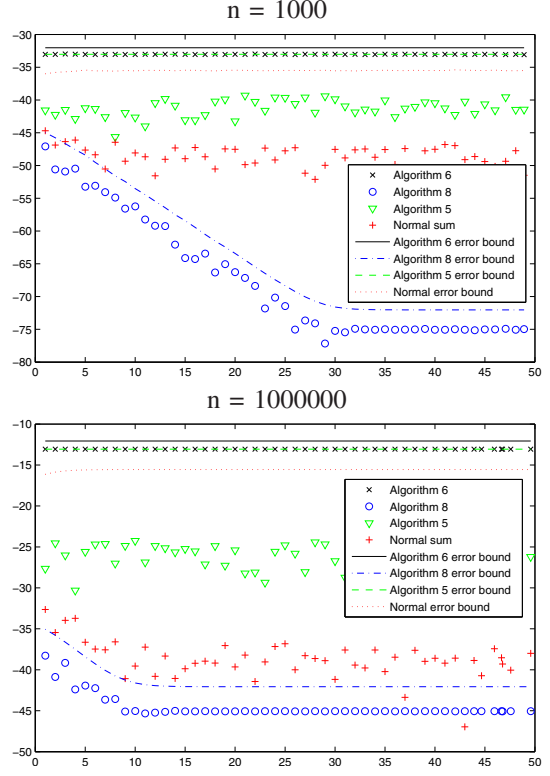 n = 1000
−30
−35
−40
−45
−50
−55
−60
−65
−70
−75
−80
Algorithm 6
Algorithm 8
Algorithm 5
Normal sum
Algorithm 6 error bound
Algorithm 8 error bound
Algorithm 5 error bound
Normal error bound
0 5 10 15 20 25 30 35 40 45 50
n = 1000000
−10
−15
−20
−25
−30
−35
−40
−45
−50
Algorithm 6
Algorithm 8
Algorithm 5
Normal sum
Algorithm 6 error bound
Algorithm 8 error bound
Algorithm 5 error bound
Normal error bound
0 5 10 15 20 25 30 35 40 45 50